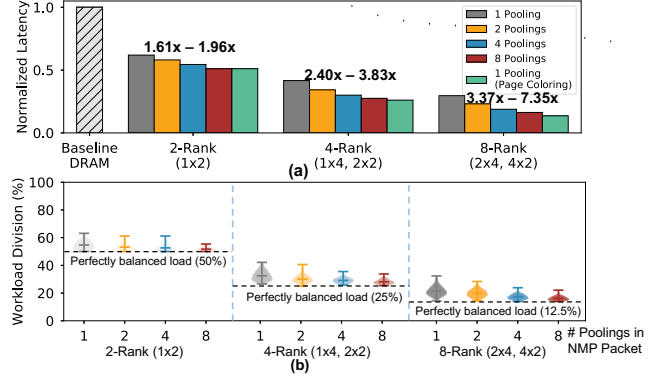 Normalized Latency
1.0
0.5
0.0
1.61x – 1.96x
2.40x – 3.83x
3.37x – 7.35x
1 Pooling
2 Poolings
4 Poolings
8 Poolings
1 Pooling
(Page Coloring)
Baseline
DRAM
2-Rank
(1x2)
4-Rank
(1x4, 2x2)
8-Rank
(2x4, 4x2)
(a)
Workload Division (%)
100
80
60
40
20
0
Perfectly balanced load (50%)
Perfectly balanced load (25%)
Perfectly balanced load (12.5%)
1 2 4 8 1 2 4 8 1 2 4 8
2-Rank (1x2)
4-Rank (1x4, 2x2)
8-Rank (2x4, 4x2)
# Poolings in
NMP Packet
(b)